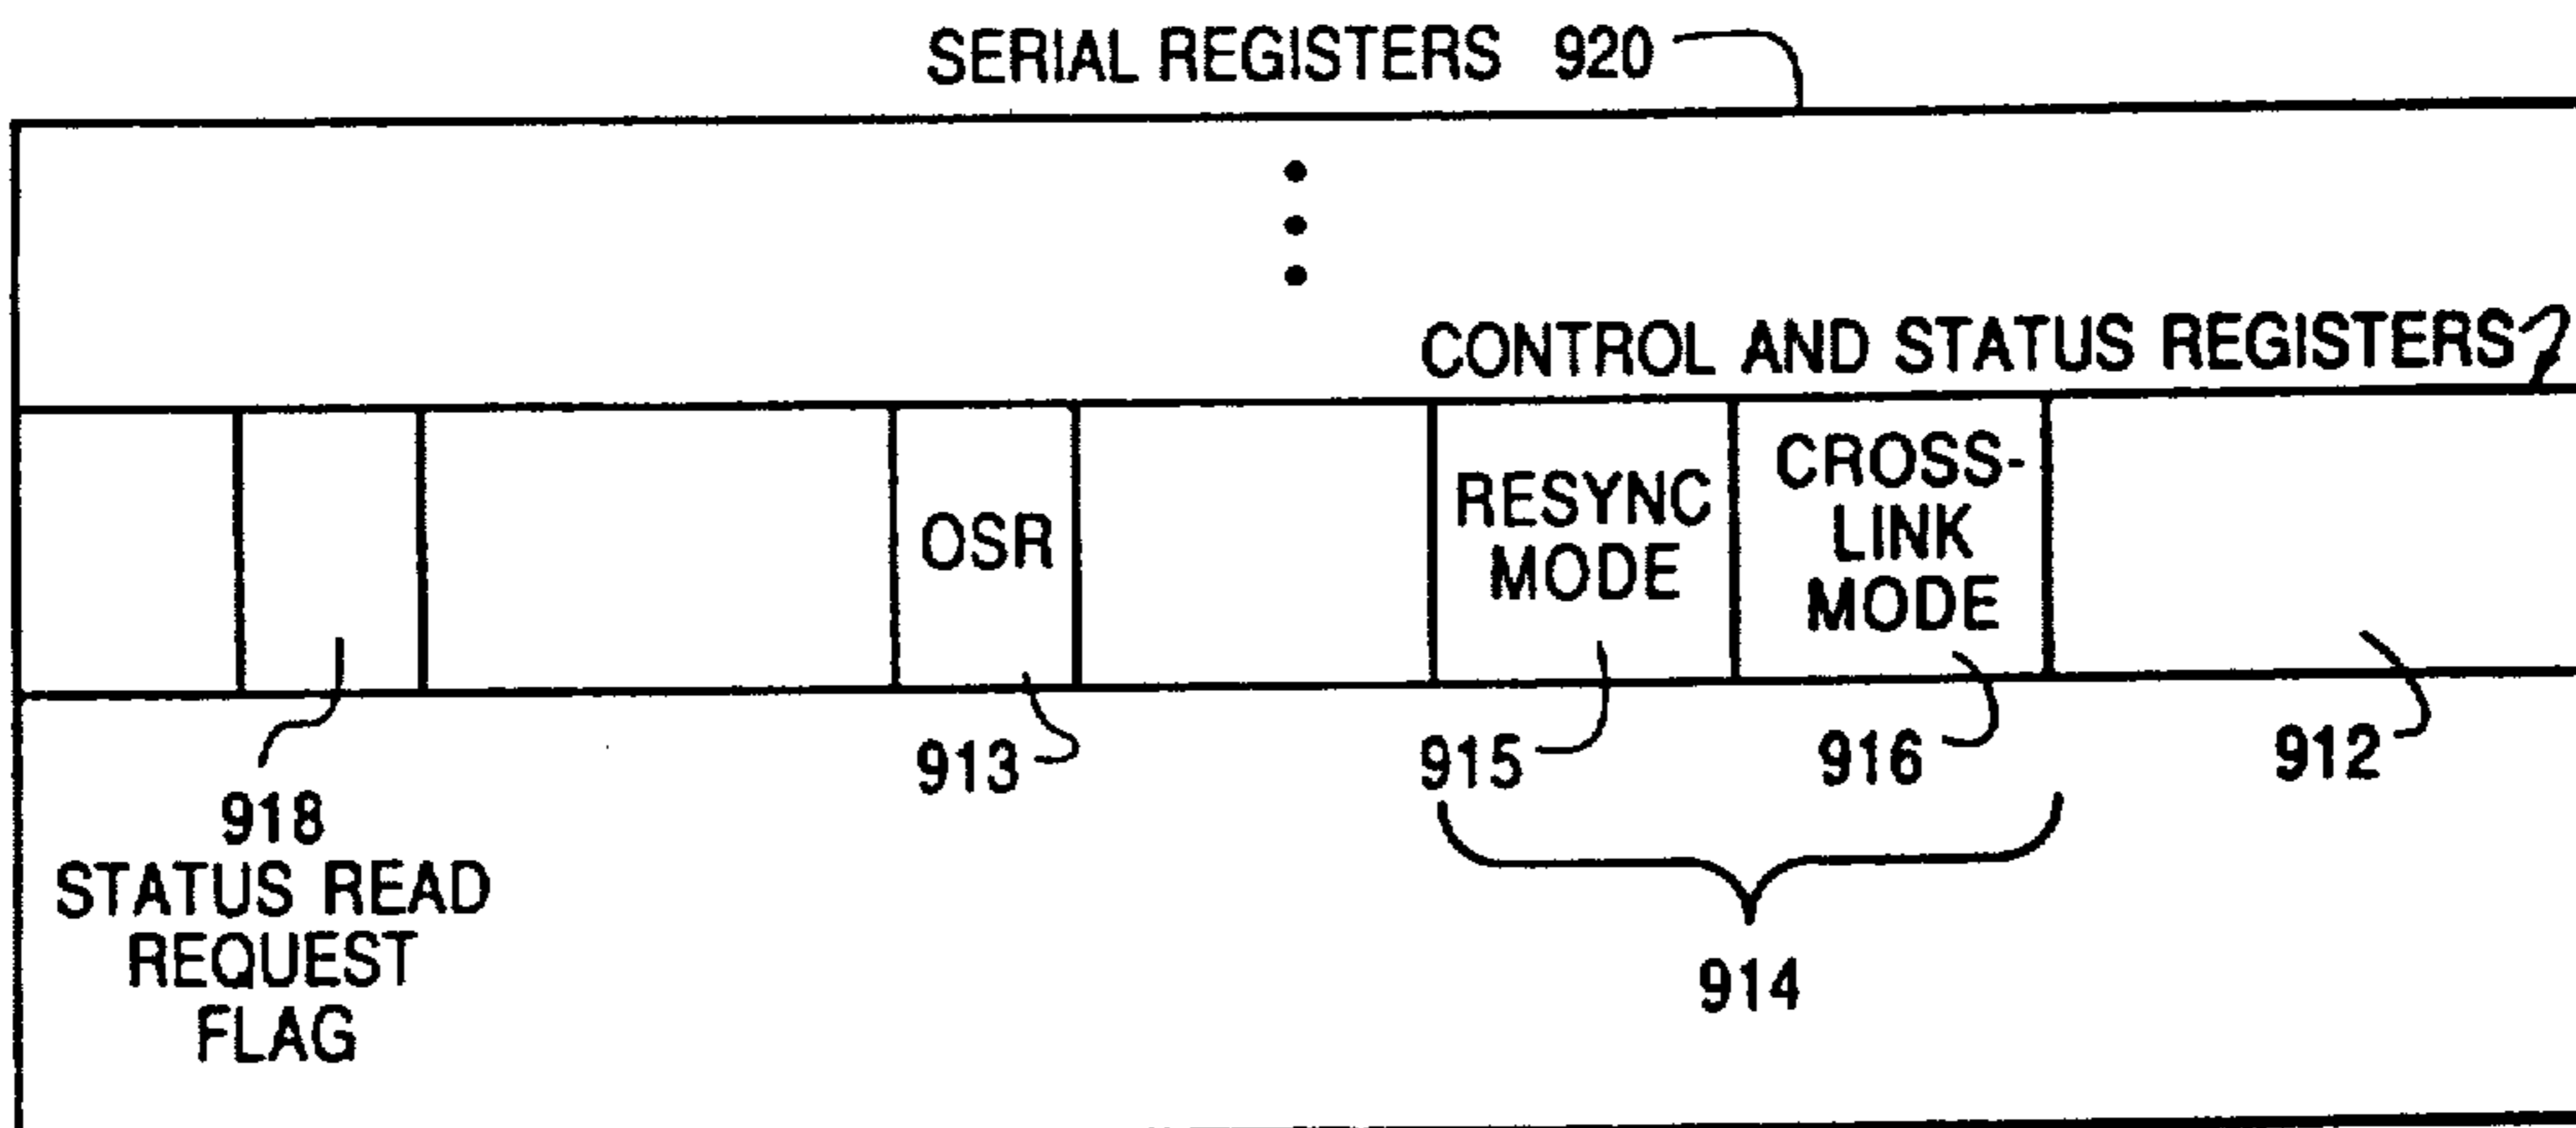 SERIAL REGISTERS 920
CONTROL AND STATUS REGISTERS
OSR
RESYNC
MODE
CROSS-
LINK
MODE
918
STATUS READ
REQUEST
FLAG
913
915
916
912
914